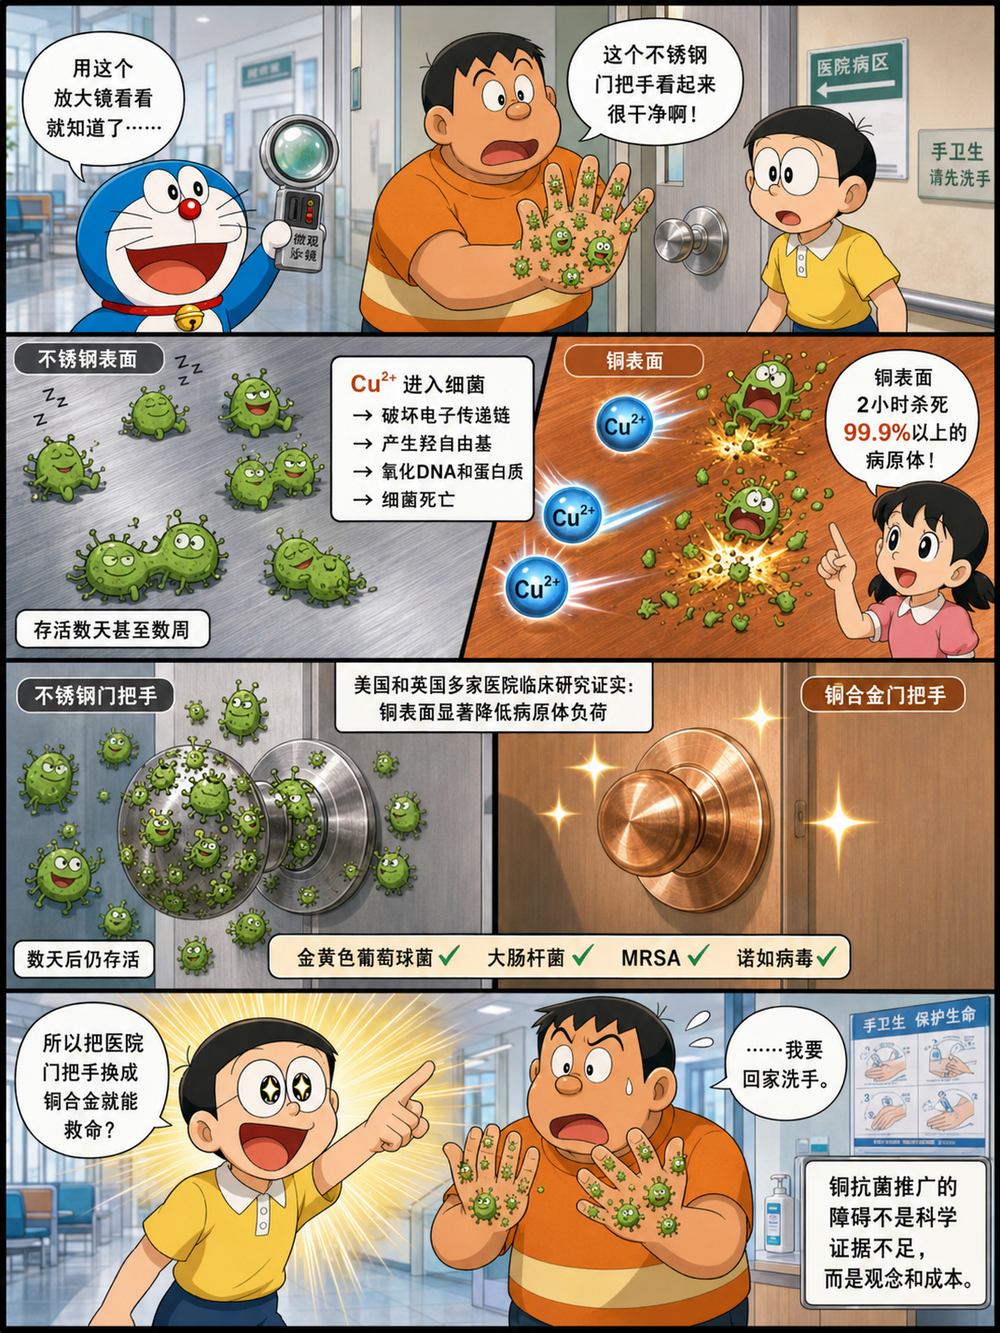 用这个
放大镜看看
就知道了……
这个不锈钢
门把手看起来
很干净啊！
医院病区
手卫生
请先洗手
微观
镜
不锈钢表面
z z z
z z z
Cu²⁺ 进入细菌
→ 破坏电子传递链
→ 产生羟自由基
→ 氧化DNA和蛋白质
→ 细菌死亡
存活数天甚至数周
铜表面
Cu²⁺
Cu²⁺
Cu²⁺
铜表面
2小时杀死
99.9%以上的
病原体！
不锈钢门把手
美国和英国多家医院临床研究证实：
铜表面显著降低病原体负荷
铜合金门把手
数天后仍存活
金黄色葡萄球菌✓ 大肠杆菌✓ MRSA✓ 诺如病毒✓
所以把医院
门把手换成
铜合金就能
救命？
……我要
回家洗手。
手卫生 保护生命
3
铜抗菌推广的
障碍不是科学
证据不足，
而是观念和成本。